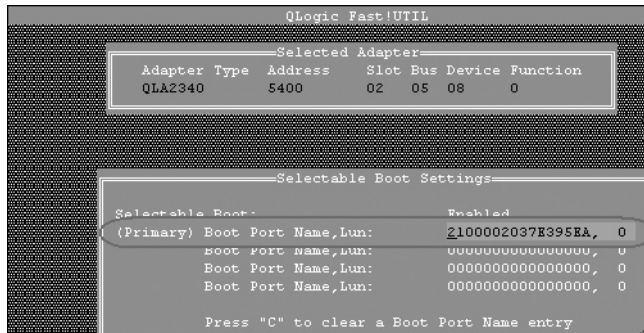 QLogic Fast!UTIL
Selected Adapter
Adapter Type Address Slot Bus Device Function
QLA2340 5400 02 05 08 0
Selectable Boot Settings
Selectable Boot: Enabled
(Primary) Boot Port Name,Lun: 2100002037E395EA, 0
Boot Port Name,Lun: 0000000000000000, 0
Boot Port Name,Lun: 0000000000000000, 0
Boot Port Name,Lun: 0000000000000000, 0
Press "C" to clear a Boot Port Name entry